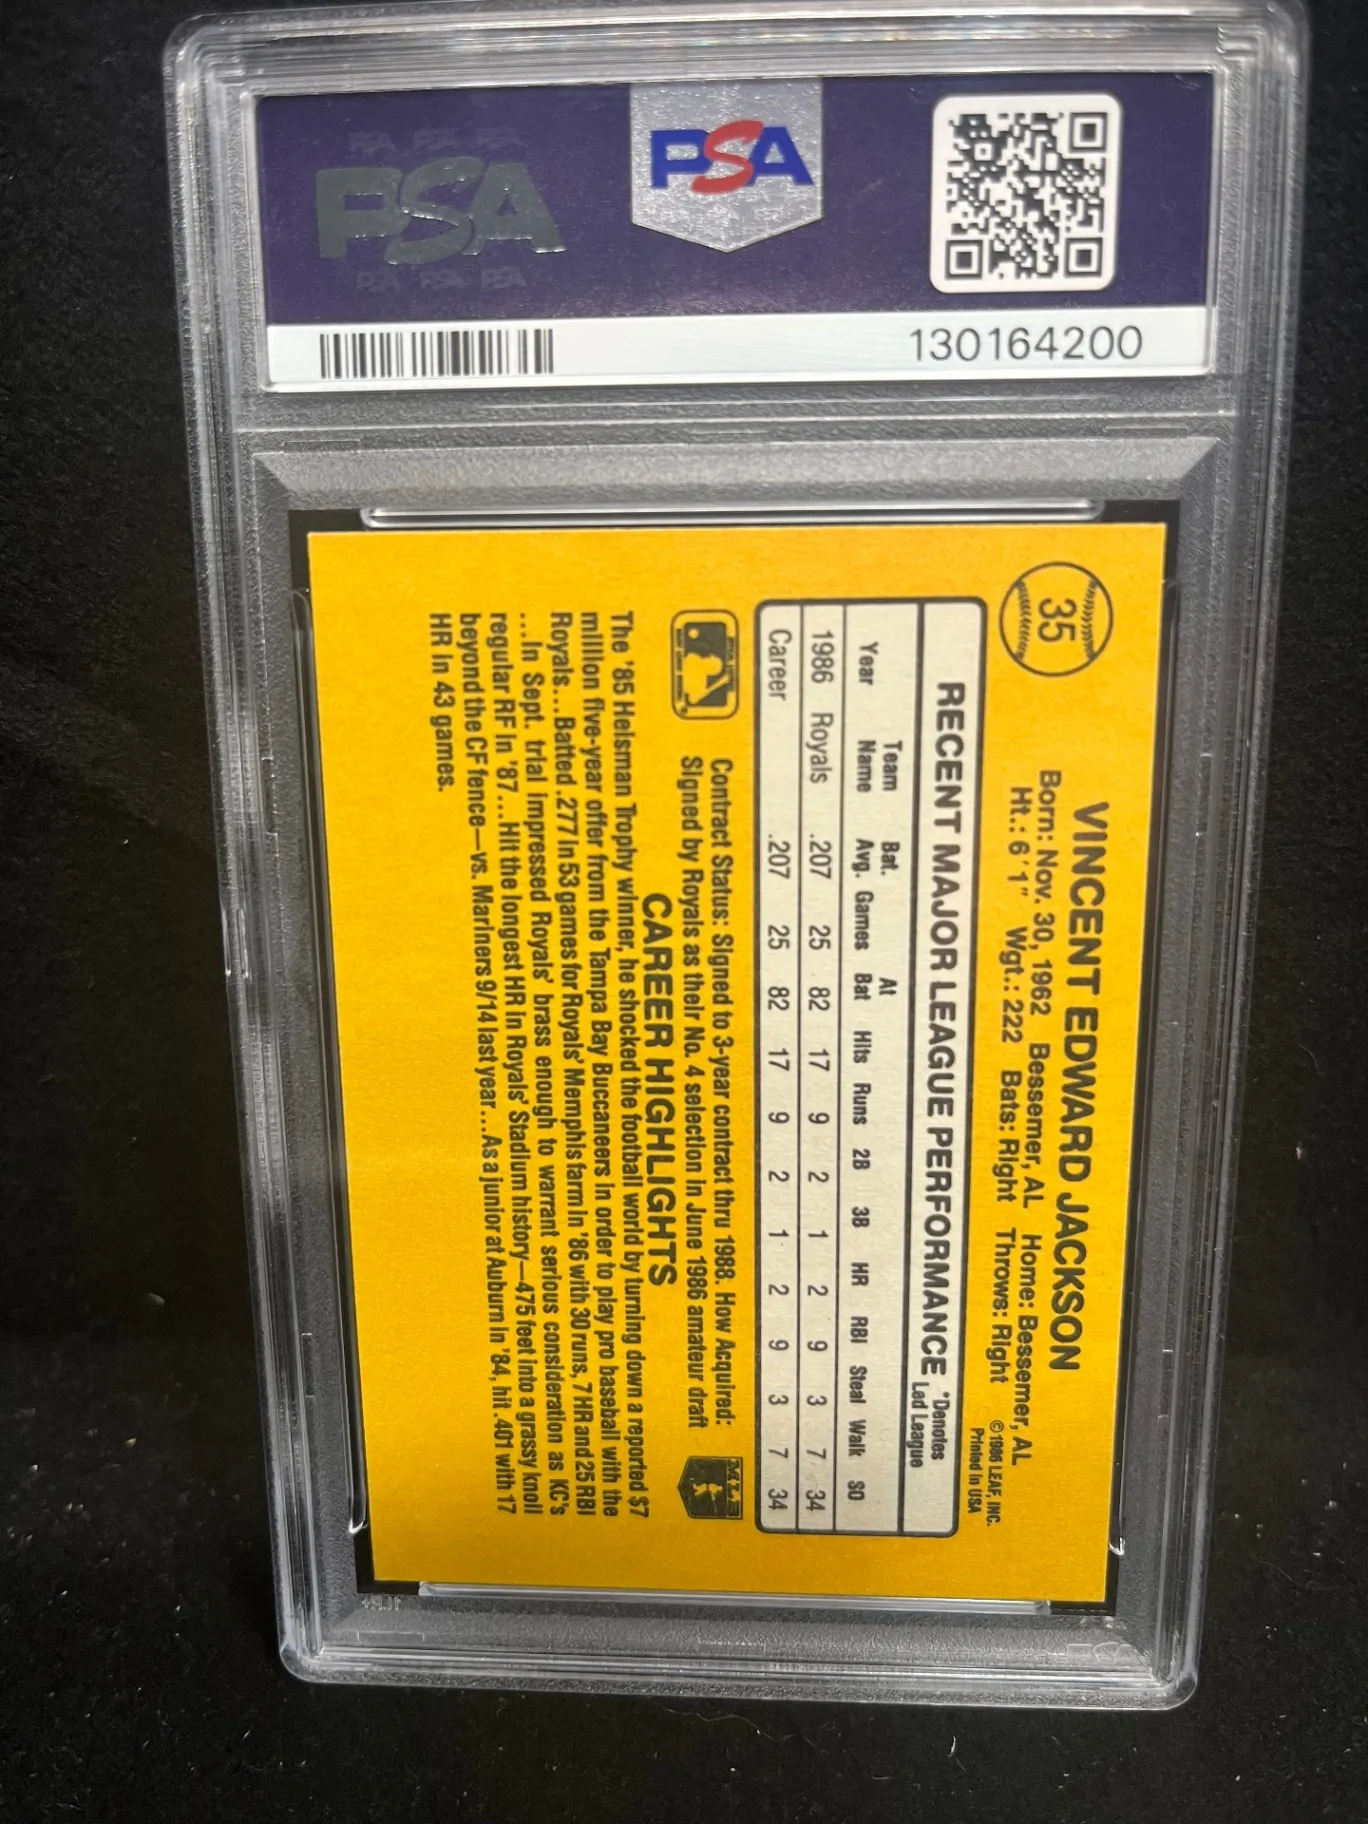 PSA PSA PSA
PSA
PSA PSA PSA
PSA
130164200
35
VINCENT EDWARD JACKSON
Born: Nov. 30, 1962 Bessemer, AL Home: Bessemer, AL
Ht.: 6'1" Wgt.: 222 Bats: Right Throws: Right
©1986 LEAF, INC.
Printed in USA
RECENT MAJOR LEAGUE PERFORMANCE *Denotes
Led League
Team Bat. At
Year Name Avg. Games Bat Hits Runs 2B 3B HR RBI Steal Walk SO
1986 Royals .207 25 82 17 9 2 1 2 9 3 7 34
Career .207 25 82 17 9 2 1 2 9 3 7 34
Contract Status: Signed to 3-year contract thru 1988. How Acquired:
Signed by Royals as their No. 4 selection in June 1986 amateur draft
MLB
CAREER HIGHLIGHTS
The '85 Heisman Trophy winner, he shocked the football world by turning down a reported $7
million five-year offer from the Tampa Bay Buccaneers in order to play pro baseball with the
Royals...Batted .277 in 53 games for Royals' Memphis farm in '86 with 30 runs, 7 HR and 25 RBI
...In Sept. trial impressed Royals' brass enough to warrant serious consideration as KC's
regular RF in '87...Hit the longest HR in Royals' Stadium history—475 feet into a grassy knoll
beyond the CF fence—vs. Mariners 9/14 last year...As a junior at Auburn in '84, hit .401 with 17
HR in 43 games.